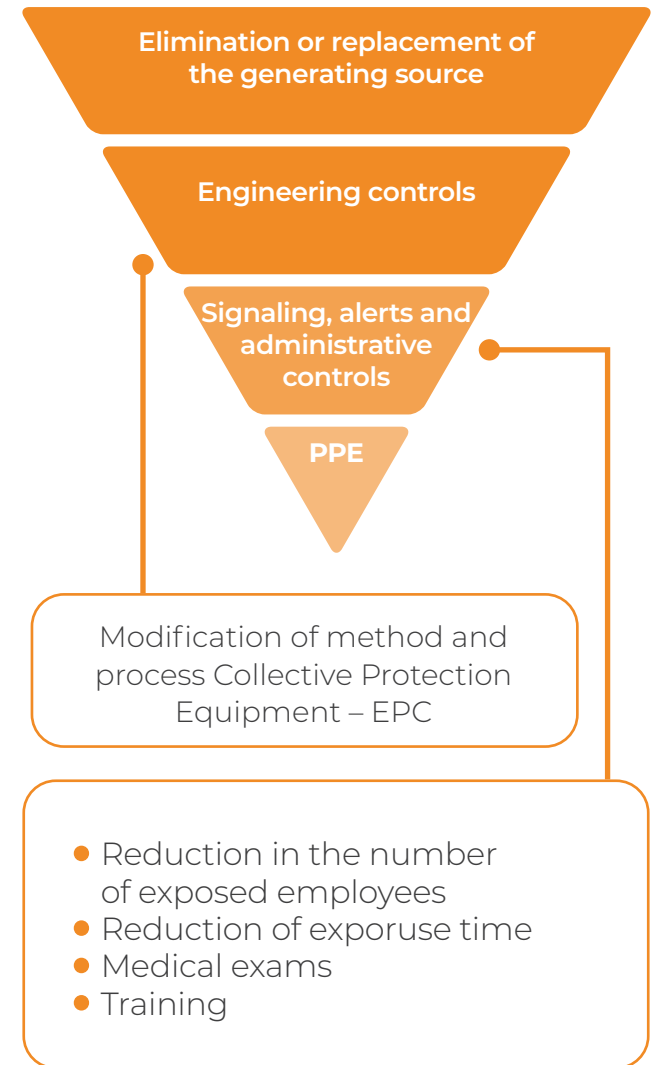 Elimination or replacement of
the generating source
Engineering controls
Signaling, alerts and
administrative
controls
PPE
Modification of method and
process Collective Protection
Equipment – EPC
Reduction in the number
of exposed employees
Reduction of exporuse time
Medical exams
Training